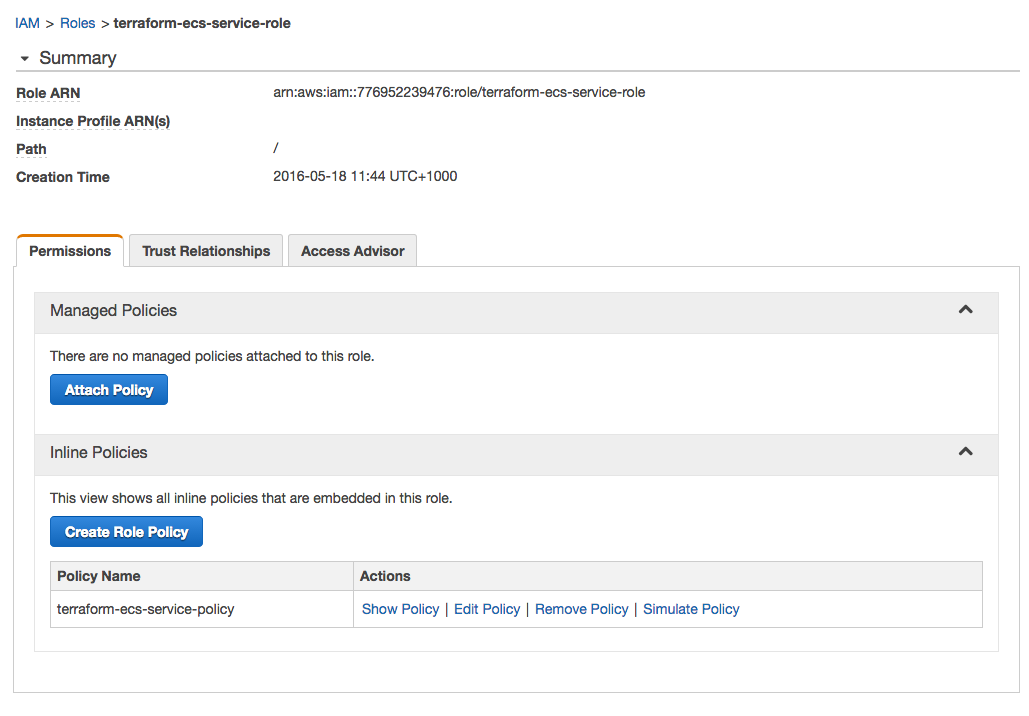 IAM > Roles > terraform-ecs-service-role
Summary
Role ARN arn:aws:iam::776952239476:role/terraform-ecs-service-role
Instance Profile ARN(s)
Path /
Creation Time 2016-05-18 11:44 UTC+1000
Permissions Trust Relationships Access Advisor
Managed Policies
There are no managed policies attached to this role.
Attach Policy
Inline Policies
This view shows all inline policies that are embedded in this role.
Create Role Policy
Policy Name Actions
terraform-ecs-service-policy Show Policy | Edit Policy | Remove Policy | Simulate Policy